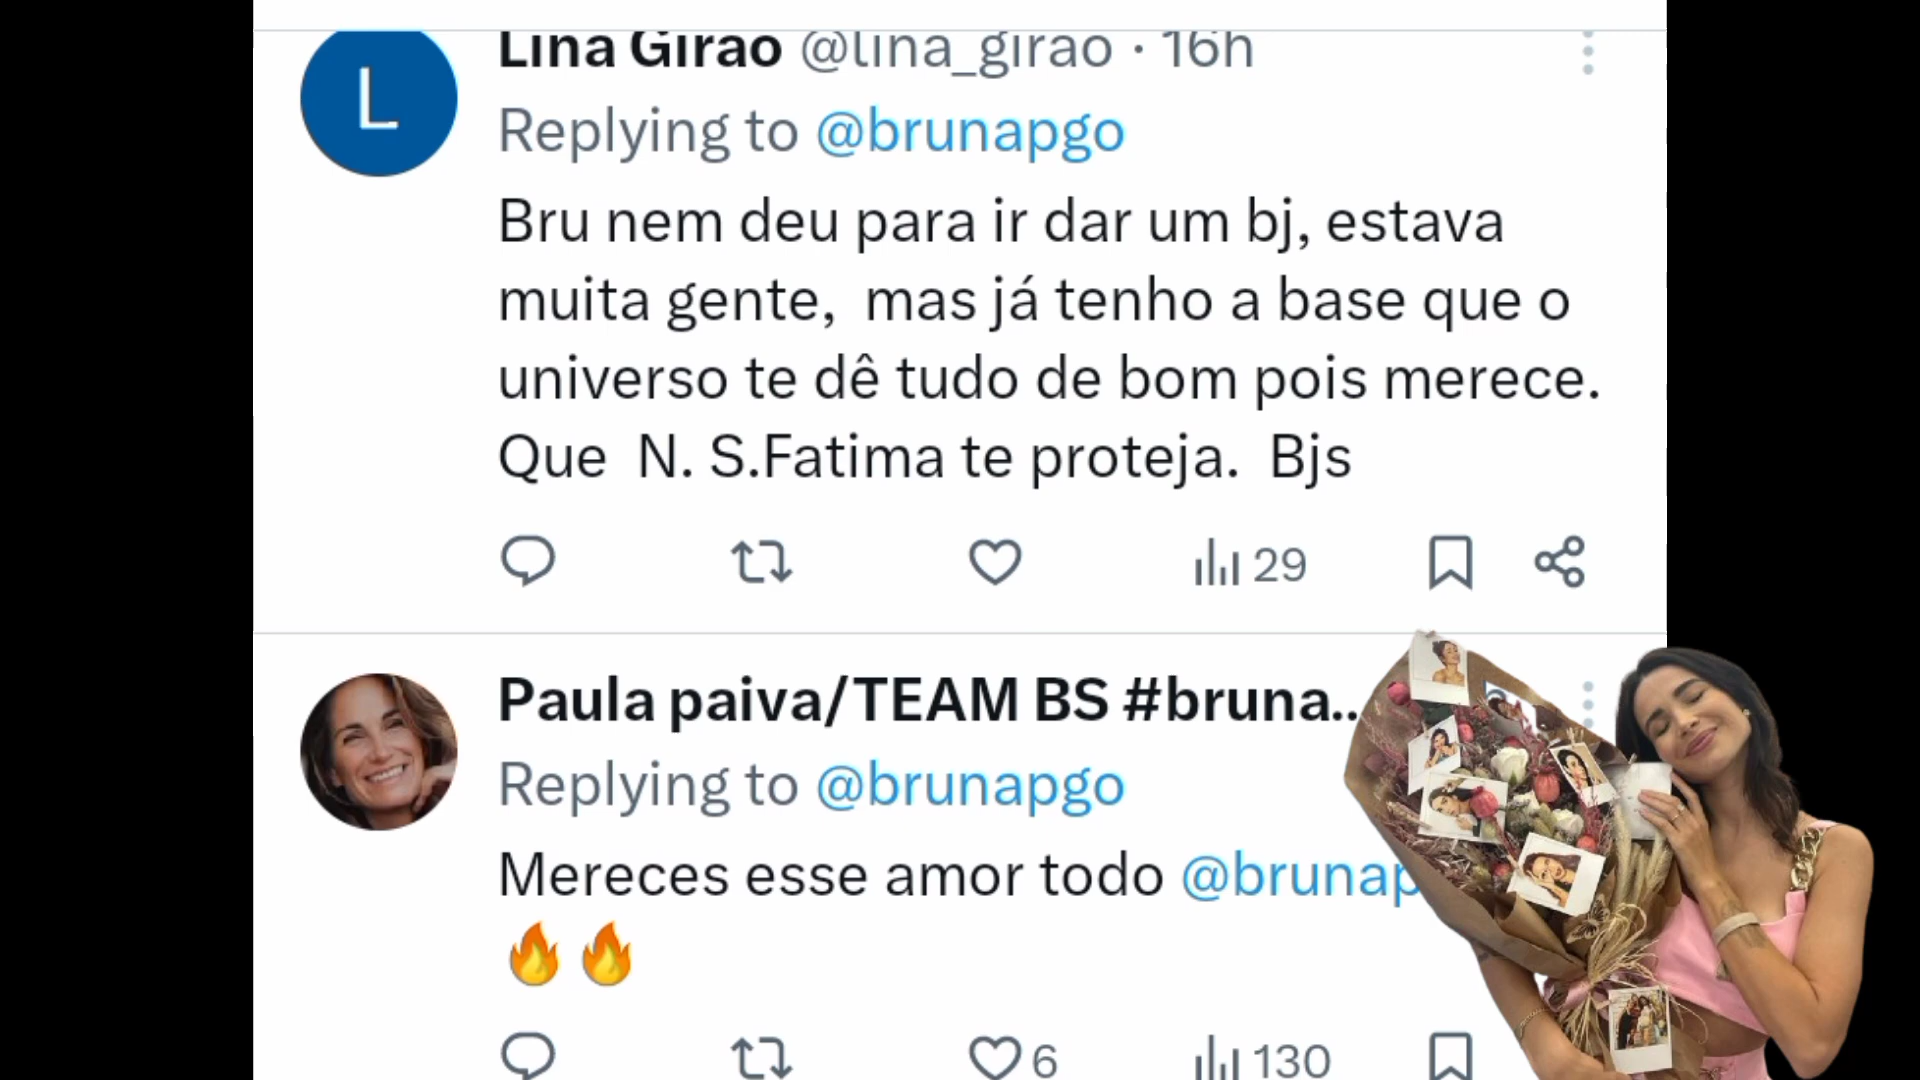 L
Lina Girao @lina_girao · 16h
Replying to @brunapgo
Bru nem deu para ir dar um bj, estava
muita gente,  mas já tenho a base que o
universo te dê tudo de bom pois merece.
Que  N. S.Fatima te proteja.  Bjs
29
Paula paiva/TEAM BS #bruna..
Replying to @brunapgo
Mereces esse amor todo @brunap
🔥🔥
6 130